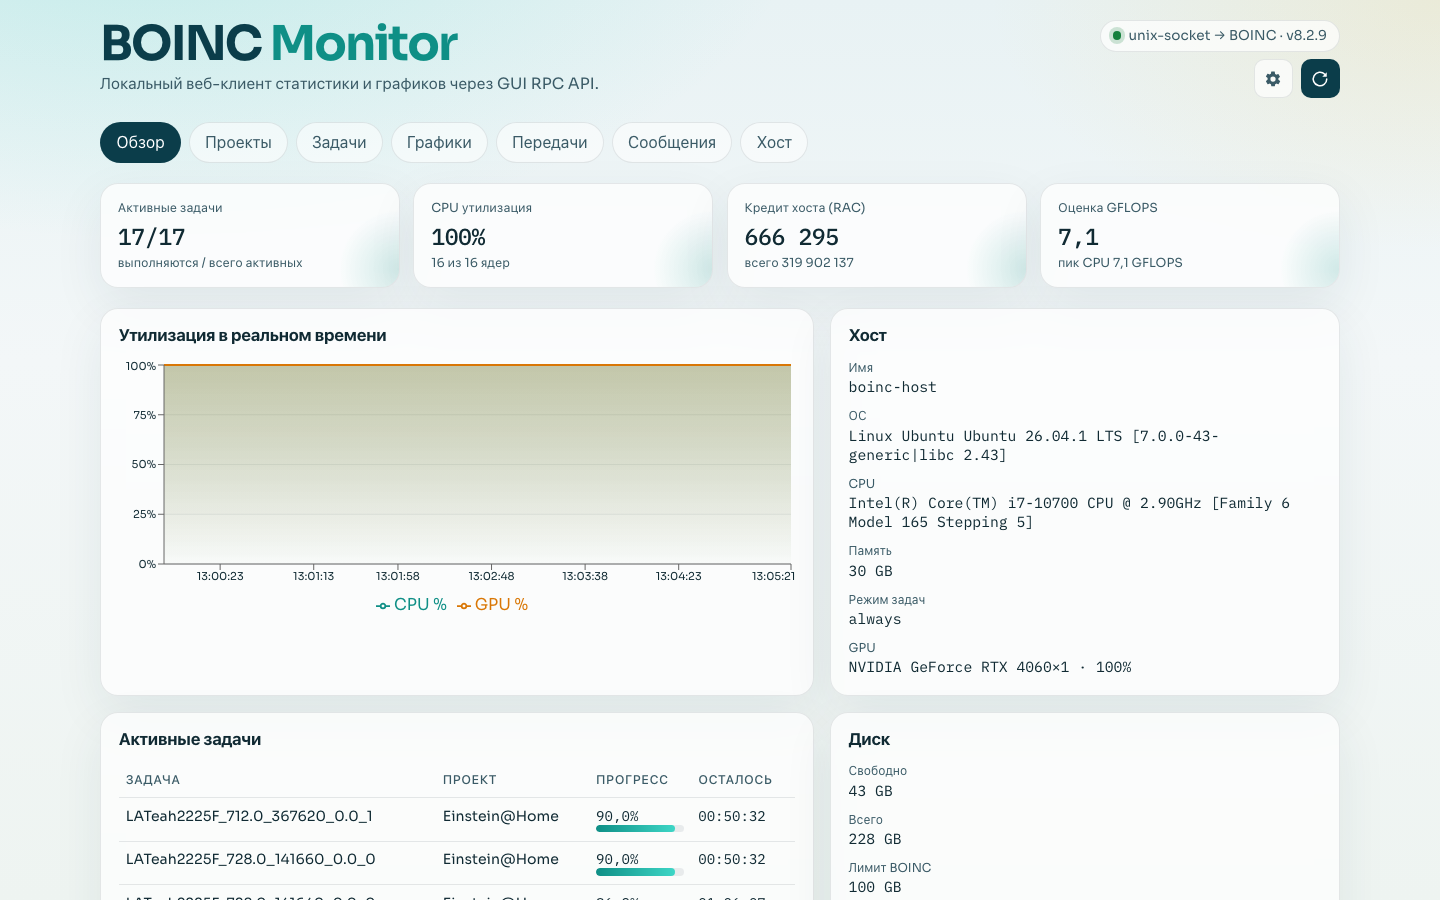 BOINC Monitor
Локальный веб-клиент статистики и графиков через GUI RPC API.
unix-socket → BOINC · v8.2.9
Обзор
Проекты
Задачи
Графики
Передачи
Сообщения
Хост
Активные задачи
17/17
выполняются / всего активных
CPU утилизация
100%
16 из 16 ядер
Кредит хоста (RAC)
666 295
всего 319 902 137
Оценка GFLOPS
7,1
пик CPU 7,1 GFLOPS
Утилизация в реальном времени
100%
75%
50%
25%
0%
13:00:23 13:01:13 13:01:58 13:02:48 13:03:38 13:04:23 13:05:21
CPU % GPU %
Хост
Имя
boinc-host
ОС
Linux Ubuntu Ubuntu 26.04.1 LTS [7.0.0-43-
generic|libc 2.43]
CPU
Intel(R) Core(TM) i7-10700 CPU @ 2.90GHz [Family 6
Model 165 Stepping 5]
Память
30 GB
Режим задач
always
GPU
NVIDIA GeForce RTX 4060×1 · 100%
Активные задачи
ЗАДАЧА ПРОЕКТ ПРОГРЕСС ОСТАЛОСЬ
LATeah2225F_712.0_367620_0.0_1 Einstein@Home 90,0% 00:50:32
LATeah2225F_728.0_141660_0.0_0 Einstein@Home 90,0% 00:50:32
Диск
Свободно
43 GB
Всего
228 GB
Лимит BOINC
100 GB